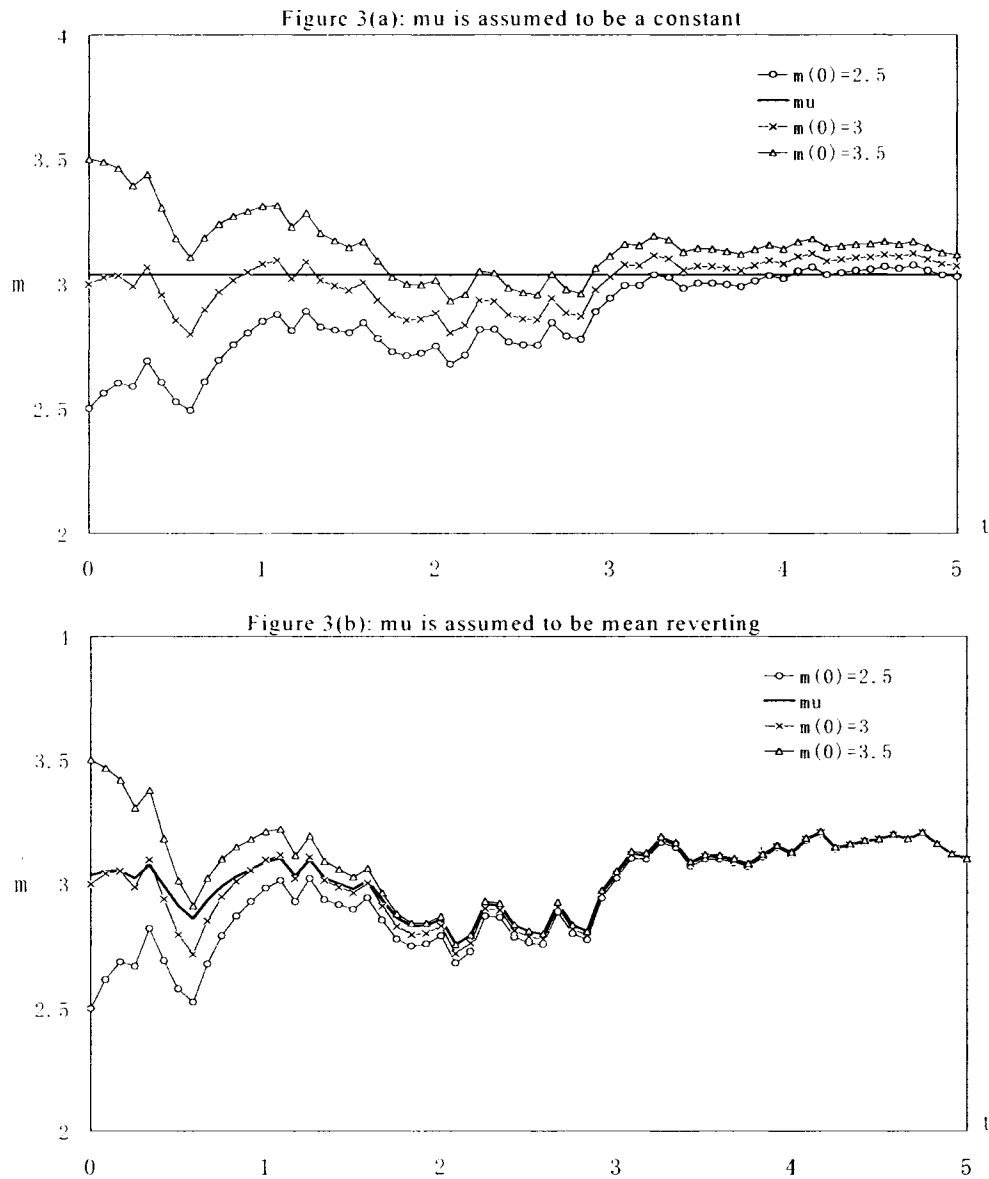 Figure 3(a): mu is assumed to be a constant
4
m(0)=2.5
mu
m(0)=3
m(0)=3.5
3.5
m
3
2.5
2
t
0 1 2 3 4 5
Figure 3(b): mu is assumed to be mean reverting
m(0)=2.5
mu
m(0)=3
m(0)=3.5
3.5
3
m
2.5
2
t
0 1 2 3 4 5